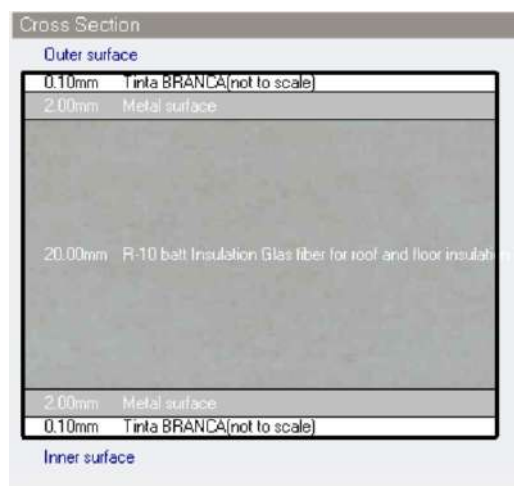 Cross Section
Outer surface
0.10mm Tinta BRANCA(not to scale)
2.00mm Metal surface
20.00mm R-10 batt Insulation Glas fiber for roof and floor insulati
2.00mm Metal surface
0.10mm Tinta BRANCA(not to scale)
Inner surface